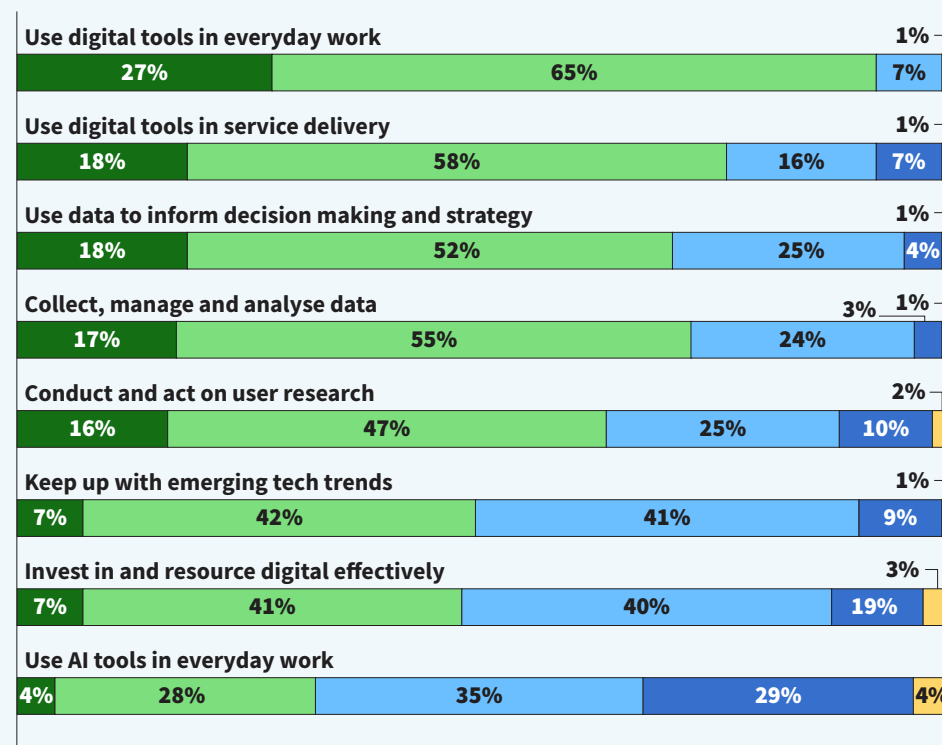 Use digital tools in everyday work 1%
27% 65% 7%
Use digital tools in service delivery 1%
18% 58% 16% 7%
Use data to inform decision making and strategy 1%
18% 52% 25% 4%
Collect, manage and analyse data 3% 1%
17% 55% 24%
Conduct and act on user research 2%
16% 47% 25% 10%
Keep up with emerging tech trends 1%
7% 42% 41% 9%
Invest in and resource digital effectively 3%
7% 41% 40% 19%
Use AI tools in everyday work
4% 28% 35% 29% 4%